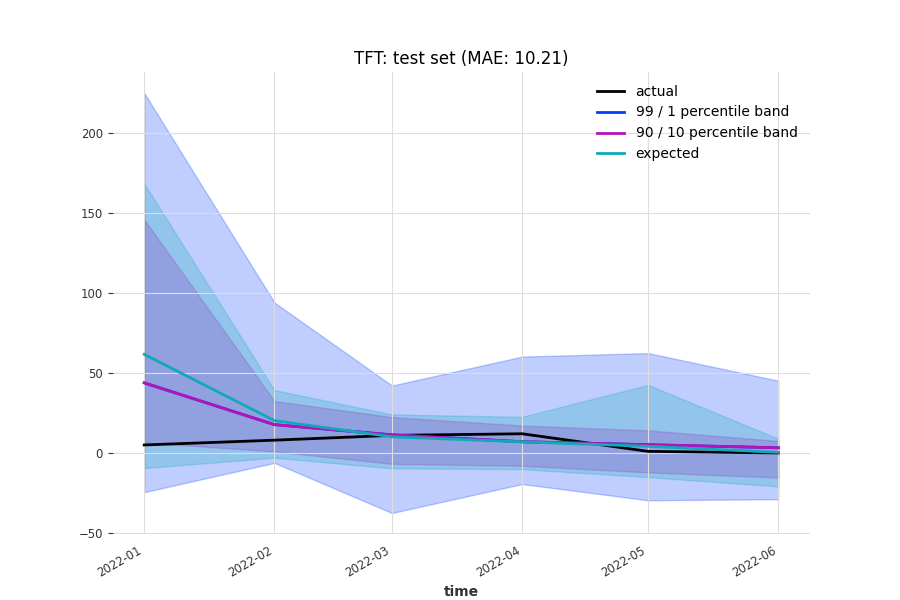 TFT: test set (MAE: 10.21)
actual
99 / 1 percentile band
90 / 10 percentile band
expected
200
150
100
50
0
−50
2022-01
2022-02
2022-03
2022-04
2022-05
2022-06
time